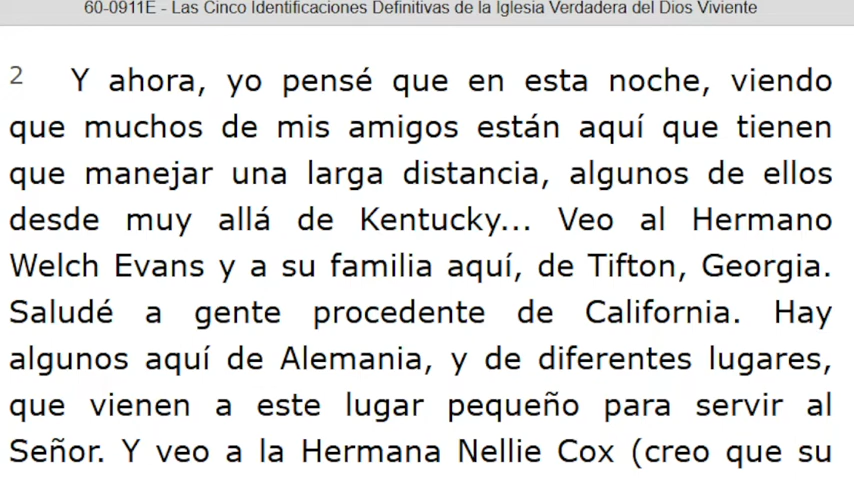 60-0911E - Las Cinco Identificaciones Definitivas de la Iglesia Verdadera del Dios Viviente
2 Y ahora, yo pensé que en esta noche, viendo
que muchos de mis amigos están aquí que tienen
que manejar una larga distancia, algunos de ellos
desde muy allá de Kentucky... Veo al Hermano
Welch Evans y a su familia aquí, de Tifton, Georgia.
Saludé a gente procedente de California. Hay
algunos aquí de Alemania, y de diferentes lugares,
que vienen a este lugar pequeño para servir al
Señor. Y veo a la Hermana Nellie Cox (creo que su